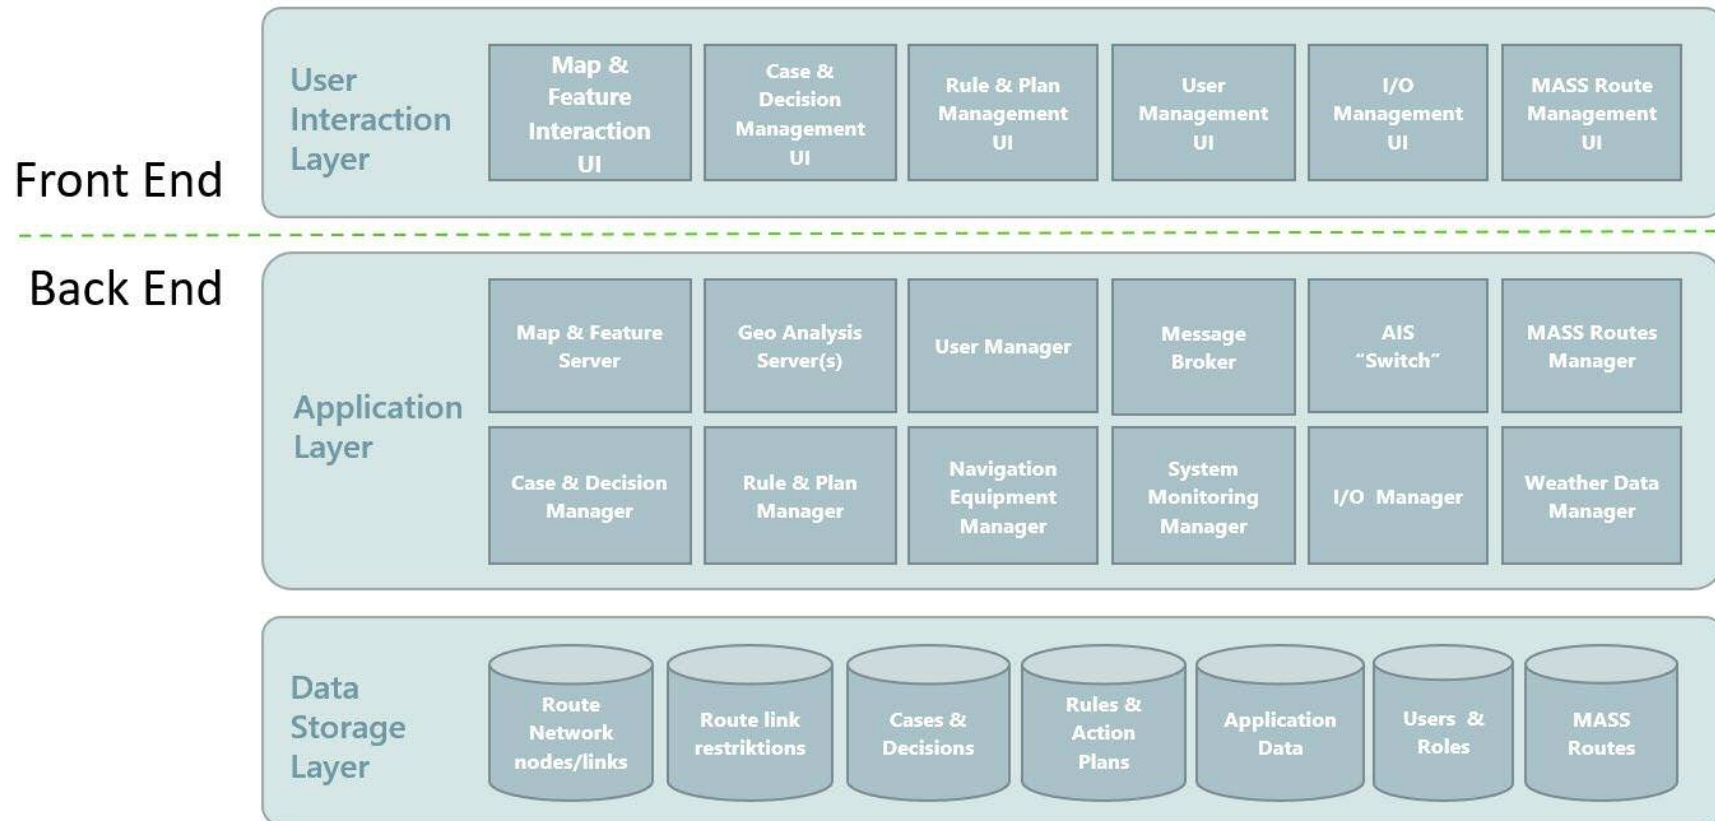 User
Interaction
Layer
Map &
Feature
Interaction
UI
Case &
Decision
Management
UI
Rule & Plan
Management
UI
User
Management
UI
I/O
Management
UI
MASS Route
Management
UI
Front End
Back End
Application
Layer
Map & Feature
Server
Geo Analysis
Server(s)
User Manager
Message
Broker
AIS
“Switch”
MASS Routes
Manager
Case & Decision
Manager
Rule & Plan
Manager
Navigation
Equipment
Manager
System
Monitoring
Manager
I/O Manager
Weather Data
Manager
Data
Storage
Layer
Route
Network
nodes/links
Route link
restriktions
Cases &
Decisions
Rules &
Action
Plans
Application
Data
Users &
Roles
MASS
Routes